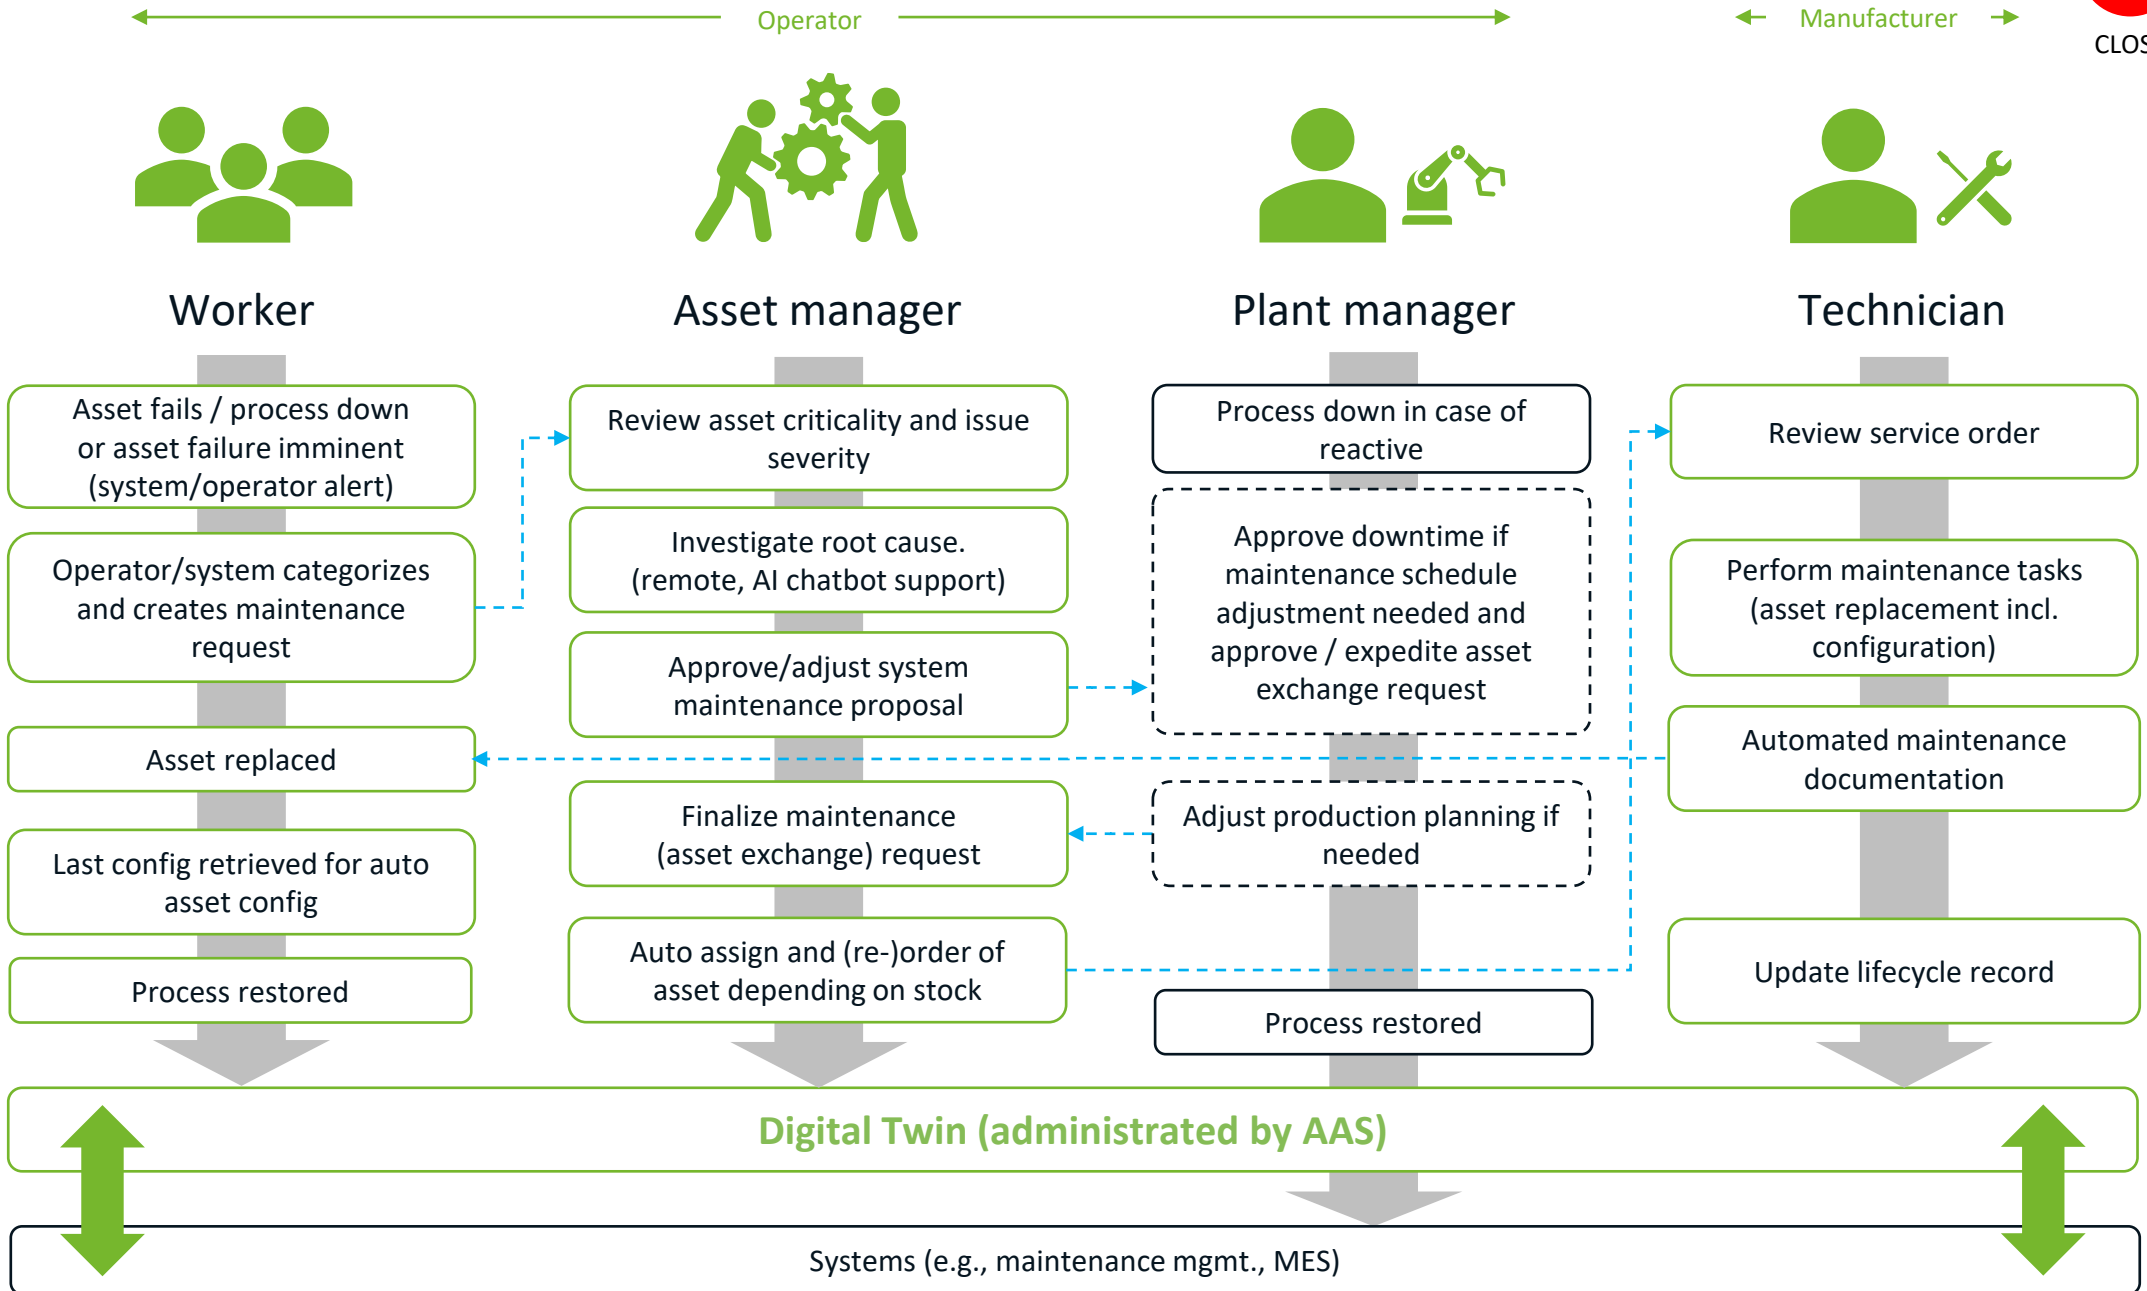 Operator
Manufacturer
CLOS
Worker
Asset manager
Plant manager
Technician
Asset fails / process down
or asset failure imminent
(system/operator alert)
Operator/system categorizes
and creates maintenance
request
Asset replaced
Last config retrieved for auto
asset config
Process restored
Review asset criticality and issue
severity
Investigate root cause.
(remote, AI chatbot support)
Approve/adjust system
maintenance proposal
Finalize maintenance
(asset exchange) request
Auto assign and (re-)order of
asset depending on stock
Process down in case of
reactive
Approve downtime if
maintenance schedule
adjustment needed and
approve / expedite asset
exchange request
Adjust production planning if
needed
Process restored
Review service order
Perform maintenance tasks
(asset replacement incl.
configuration)
Automated maintenance
documentation
Update lifecycle record
Digital Twin (administrated by AAS)
Systems (e.g., maintenance mgmt., MES)